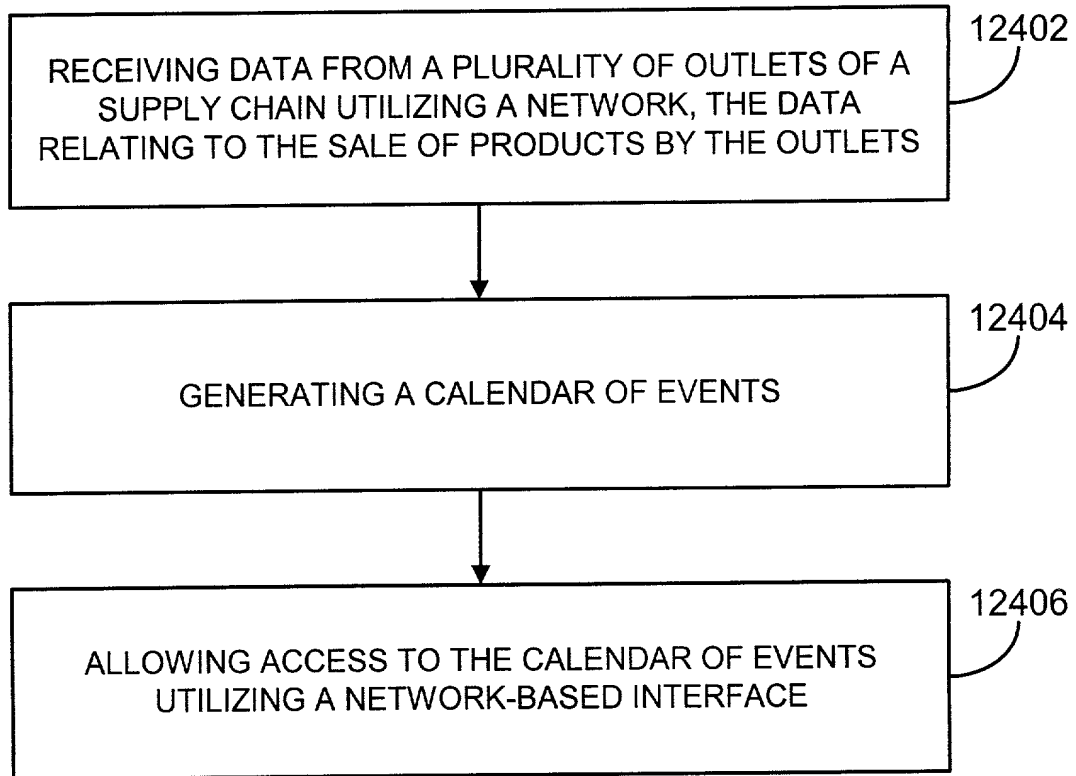 12402
RECEIVING DATA FROM A PLURALITY OF OUTLETS OF A
SUPPLY CHAIN UTILIZING A NETWORK, THE DATA
RELATING TO THE SALE OF PRODUCTS BY THE OUTLETS
12404
GENERATING A CALENDAR OF EVENTS
12406
ALLOWING ACCESS TO THE CALENDAR OF EVENTS
UTILIZING A NETWORK-BASED INTERFACE